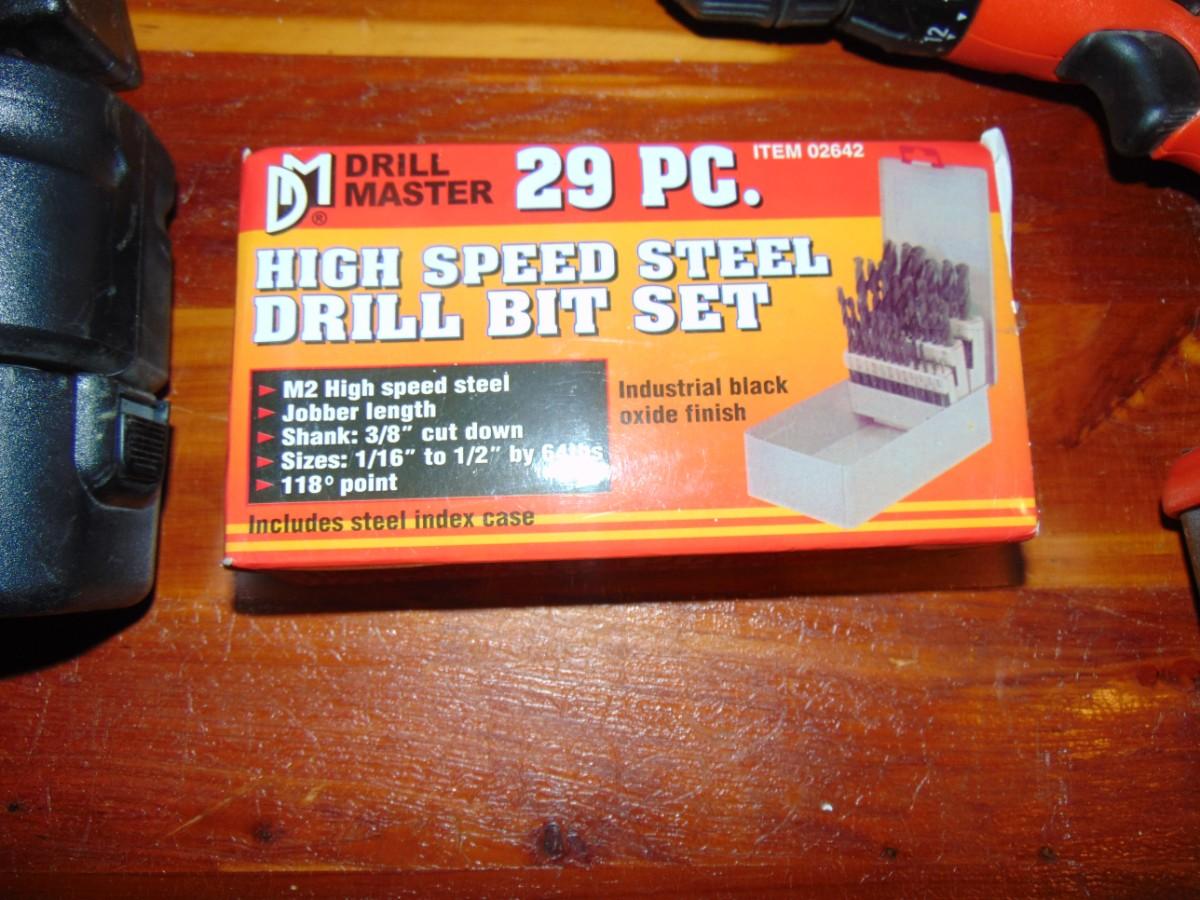 DM®
DRILL
MASTER
29 PC.
ITEM 02642
HIGH SPEED STEEL
DRILL BIT SET
M2 High speed steel
Jobber length
Shank: 3/8" cut down
Sizes: 1/16" to 1/2" by 64ths
118° point
Industrial black
oxide finish
Includes steel index case
12